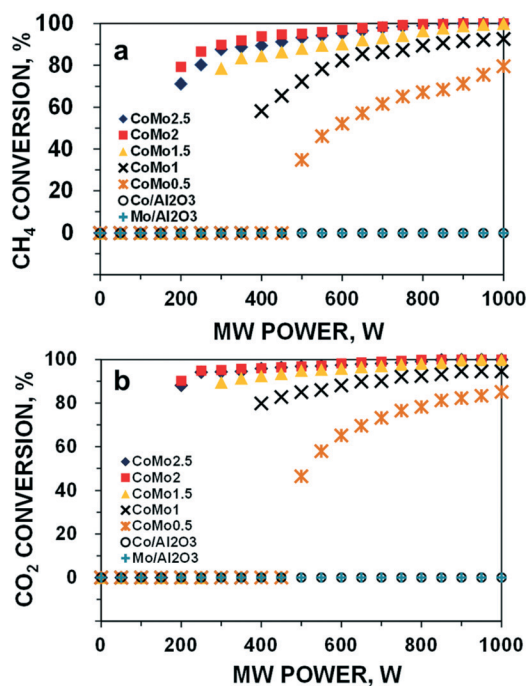 a
CH4 CONVERSION, %
100
80
60
40
20
0
CoMo2.5
CoMo2
CoMo1.5
CoMo1
CoMo0.5
Co/Al2O3
Mo/Al2O3
0 200 400 600 800 1000
MW POWER, W
b
CO2 CONVERSION, %
100
80
60
40
20
0
CoMo2.5
CoMo2
CoMo1.5
CoMo1
CoMo0.5
Co/Al2O3
Mo/Al2O3
0 200 400 600 800 1000
MW POWER, W